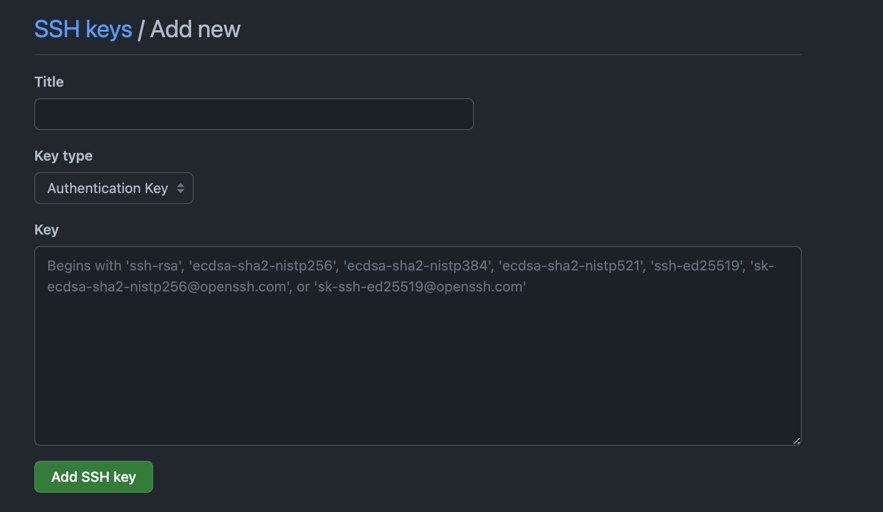 SSH keys / Add new
Title
Key type
Authentication Key
Key
Begins with 'ssh-rsa', 'ecdsa-sha2-nistp256', 'ecdsa-sha2-nistp384', 'ecdsa-sha2-nistp521', 'ssh-ed25519', 'sk-
ecdsa-sha2-nistp256@openssh.com', or 'sk-ssh-ed25519@openssh.com'
Add SSH key